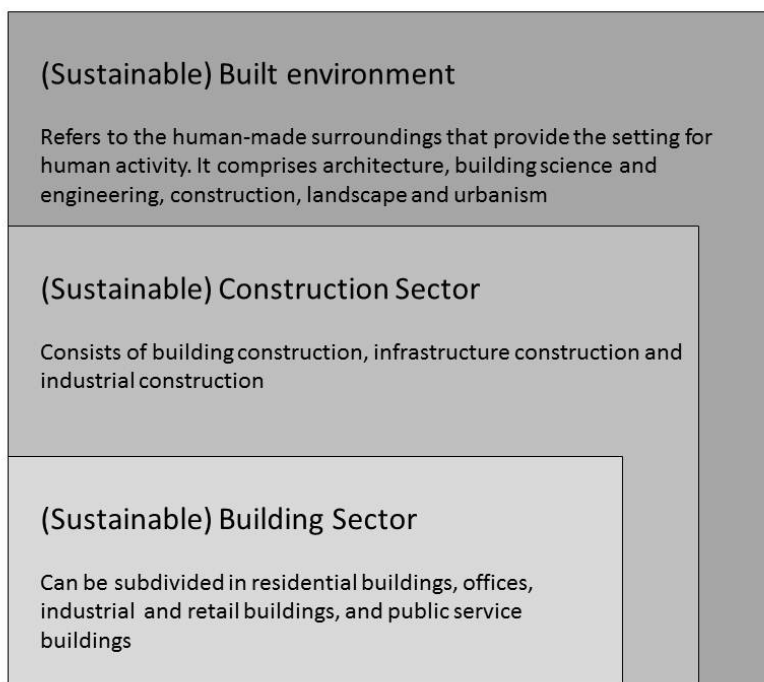 (Sustainable) Built environment
Refers to the human-made surroundings that provide the setting for
human activity. It comprises architecture, building science and
engineering, construction, landscape and urbanism
(Sustainable) Construction Sector
Consists of building construction, infrastructure construction and
industrial construction
(Sustainable) Building Sector
Can be subdivided in residential buildings, offices,
industrial and retail buildings, and public service
buildings